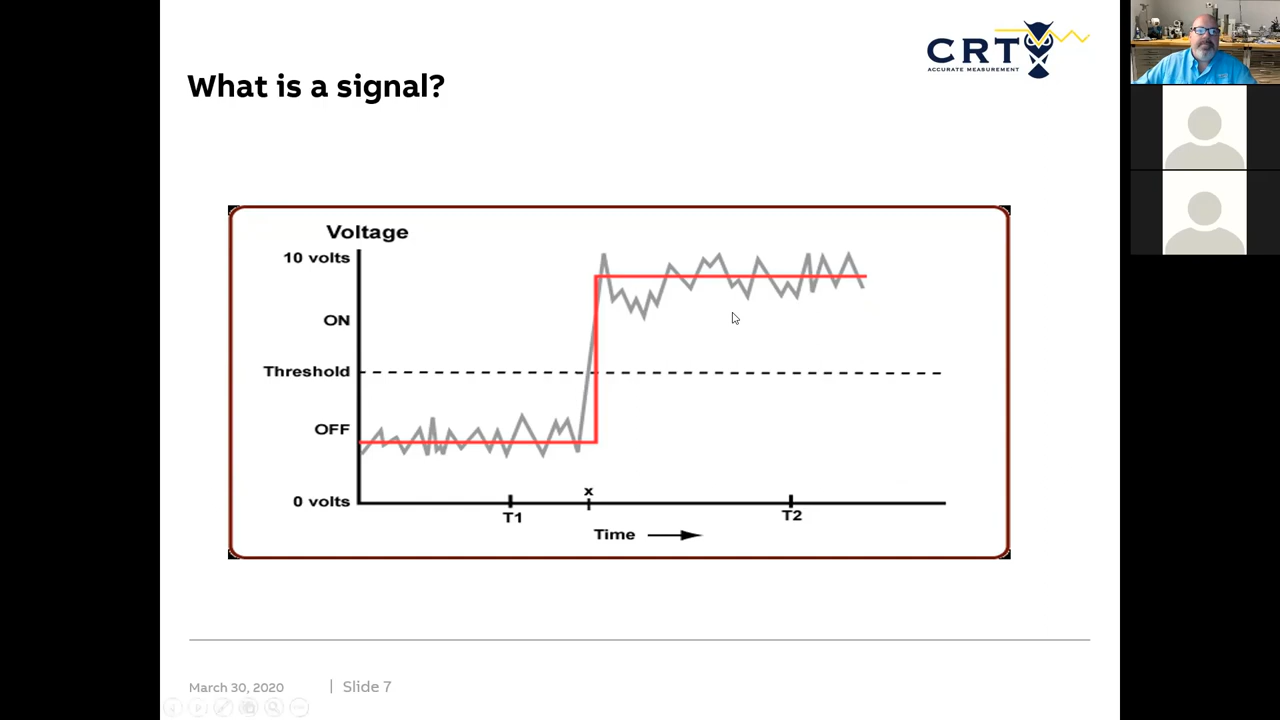 CRT
ACCURATE MEASUREMENT
What is a signal?
Voltage
10 volts
ON
Threshold
OFF
0 volts
x
T1
T2
Time
March 30, 2020 | Slide 7